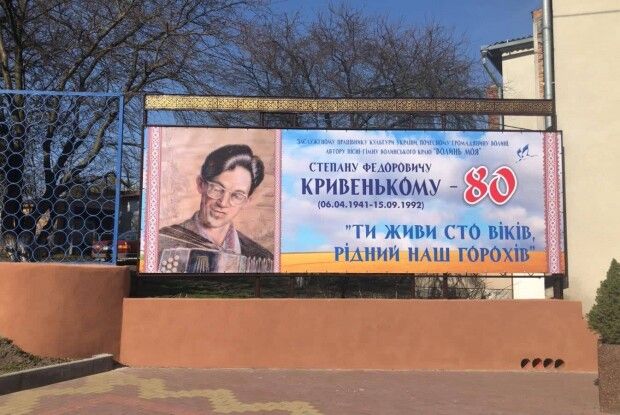 ЗАСЛУЖЕНОМУ ПРАЦІВНИКУ КУЛЬТУРИ УКРАЇНИ, ПОЧЕСНОМУ ГРОМАДЯНИНУ ВОЛИНІ,
АВТОРУ ПІСНІ-ГІМНУ ВОЛИНСЬКОГО КРАЮ "ВОЛИНЬ МОЯ"
СТЕПАНУ ФЕДОРОВИЧУ
КРИВЕНЬКОМУ - 80
(06.04.1941-15.09.1992)
"ТИ ЖИВИ СТО ВІКІВ,
РІДНИЙ НАШ ГОРОХІВ"